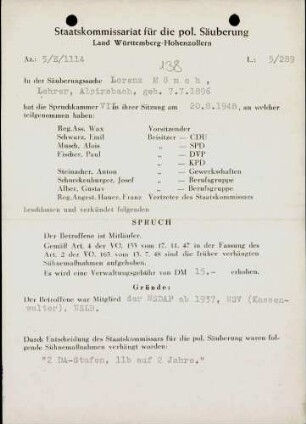 Staatskommissariat für die pol. Säuberung
Land Württemberg-Hohenzollern
Az.: 5/S/1114
L.: 5/289
138
In der Säuberungssache Lorenz Mönch,
Lehrer, Alpirsbach, geb. 7.7.1896
hat die Spruchkammer VI in ihrer Sitzung am 20.8.1948, an welcher
teilgenommen haben:
Reg.Ass. Wax Vorsitzender
Schwarz, Emil Beisitzer — CDU
Musch, Alois „ — SPD
Fischer, Paul „ — DVP
„ — KPD
Steinader, Anton „ — Gewerkschaften
Schneckenburger, Josef „ — Berufsgruppe
Alber, Gustav „ — Berufsgruppe
Reg.Angest. Hauer, Franz Vertreter des Staatskommissars
beschlossen und verkündet folgenden
SPRUCH
Der Betroffene ist Mitläufer.
Gemäß Art. 4 der VO. 133 vom 17. 11. 47 in der Fassung des
Art. 2 der VO. 165 vom 13. 7. 48 sind die früher verhängten
Sühnemaßnahmen aufgehoben.
Es wird eine Verwaltungsgebühr von DM 15.- erhoben.
Gründe:
Der Betroffene war Mitglied der NSDAP ab 1937, NSV (Kassen-
walter), NSLB.
Durch Entscheidung des Staatskommissars für die pol. Säuberung waren fol-
gende Sühnemaßnahmen verhängt worden:
"2 DA-Stufen, 11b auf 2 Jahre."